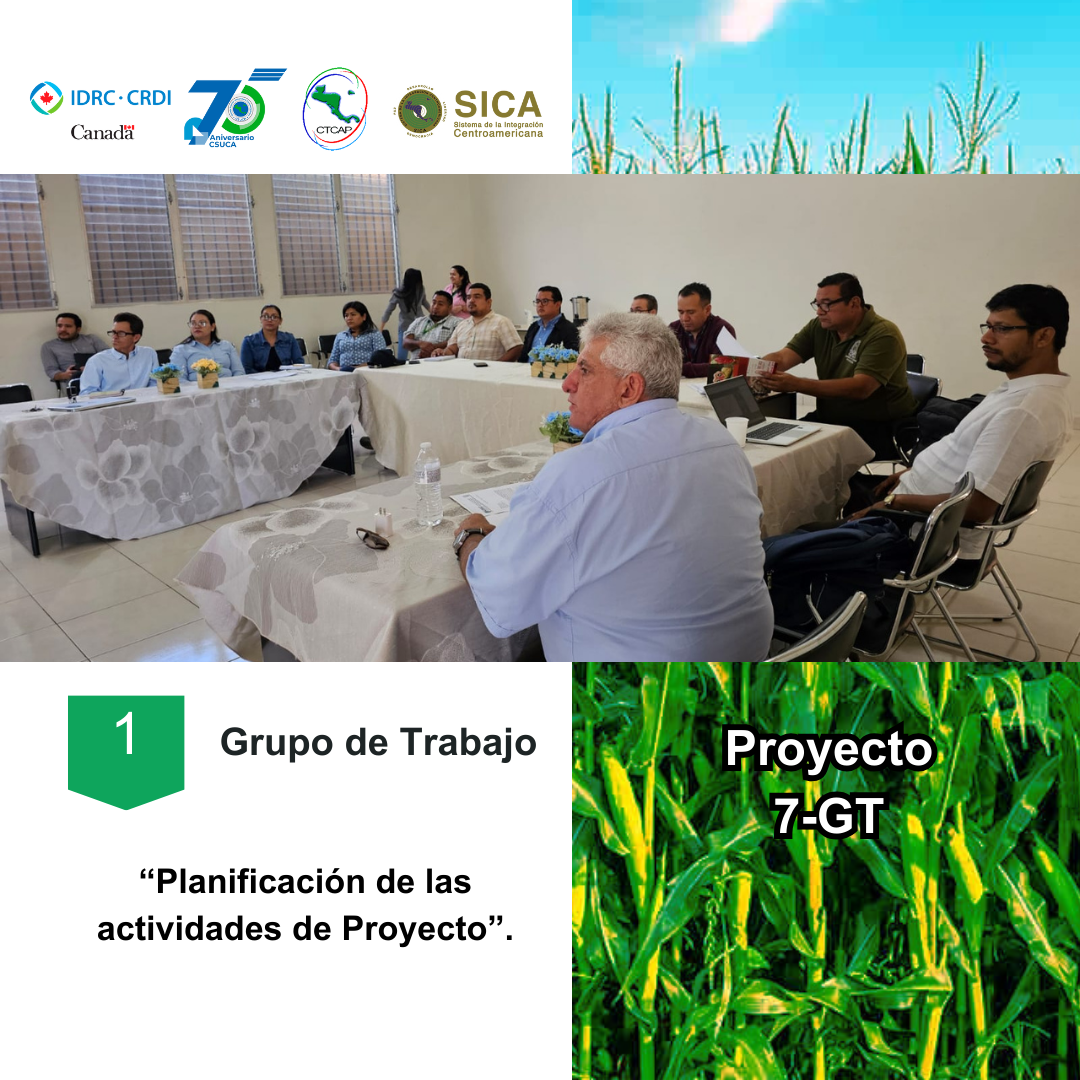 IDRC · CRDI
Canada
70
Aniversario
CSUCA
CTCAP
SICA
SICA
Sistema de la Integración
Centroamericana
1
Grupo de Trabajo
Proyecto
7-GT
“Planificación de las
actividades de Proyecto”.